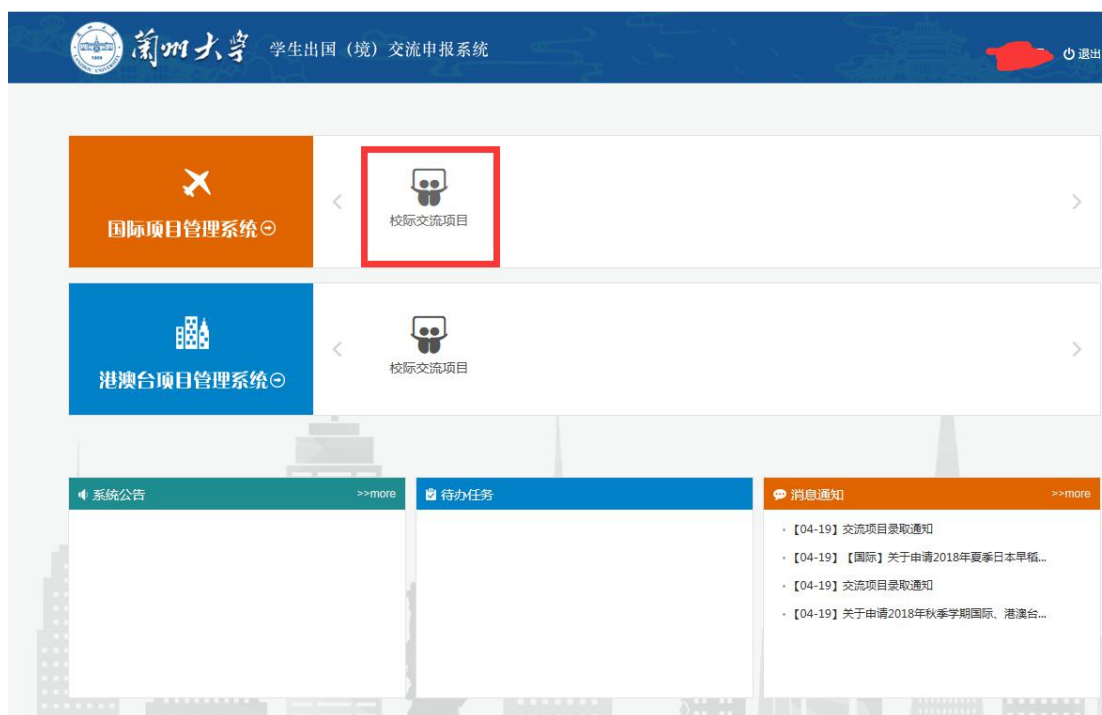 兰州大学 学生出国（境）交流申报系统
退出
国际项目管理系统
校际交流项目
港澳台项目管理系统
校际交流项目
系统公告 >>more
待办任务
消息通知 >>more
【04-19】交流项目录取通知
【04-19】【国际】关于申请2018年夏季日本早稻...
【04-19】交流项目录取通知
【04-19】关于申请2018年秋季学期国际、港澳台...